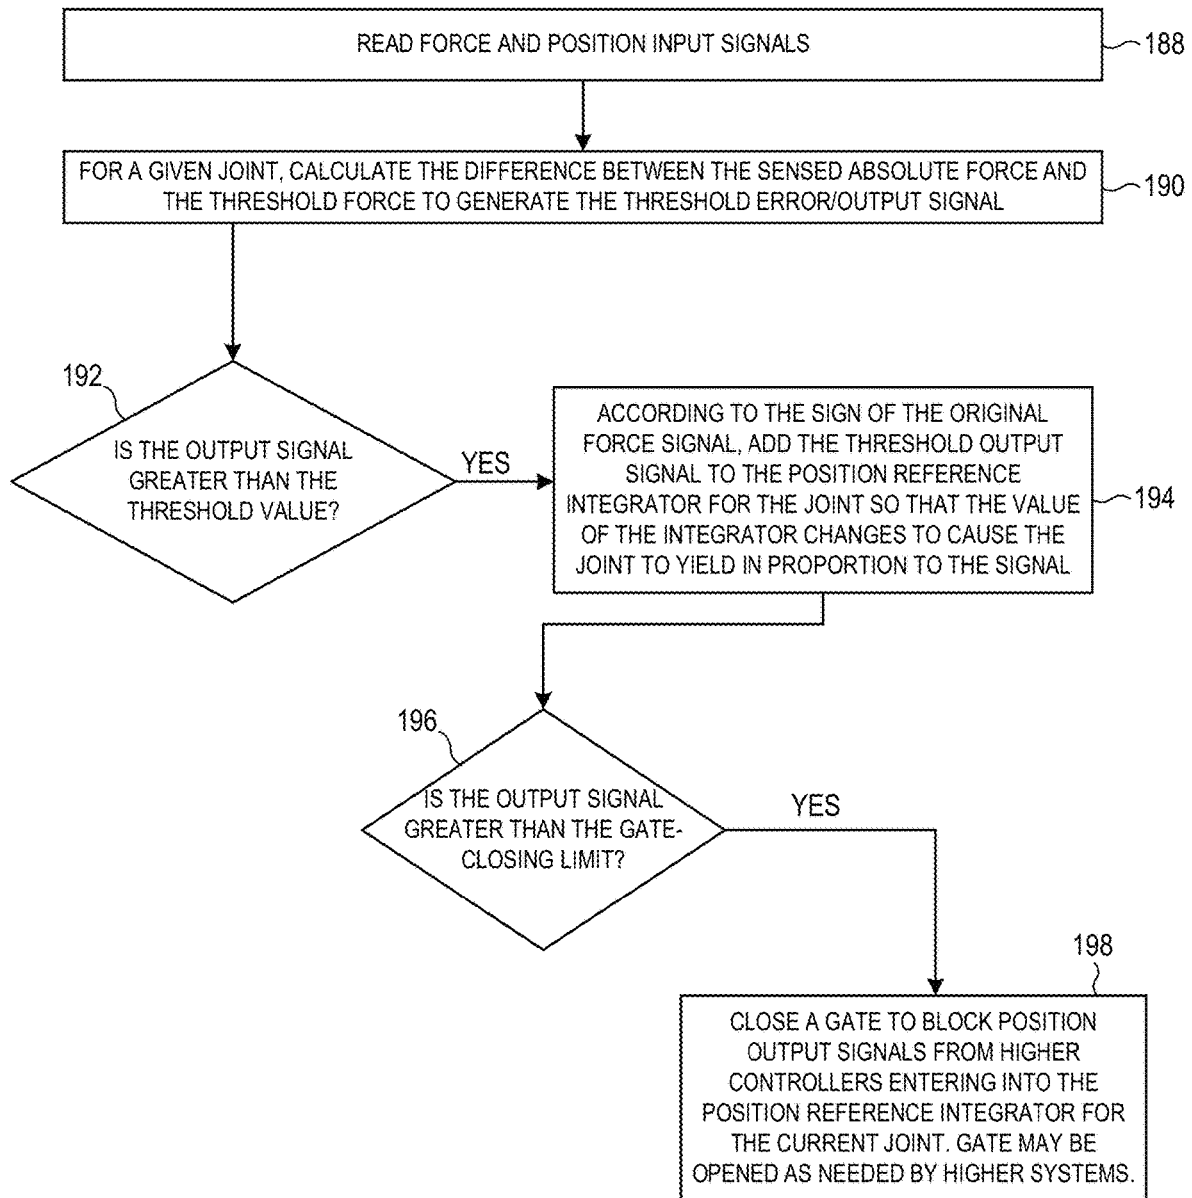 READ FORCE AND POSITION INPUT SIGNALS
188
FOR A GIVEN JOINT, CALCULATE THE DIFFERENCE BETWEEN THE SENSED ABSOLUTE FORCE AND
THE THRESHOLD FORCE TO GENERATE THE THRESHOLD ERROR/OUTPUT SIGNAL
190
192
IS THE OUTPUT SIGNAL
GREATER THAN THE
THRESHOLD VALUE?
YES
ACCORDING TO THE SIGN OF THE ORIGINAL
FORCE SIGNAL, ADD THE THRESHOLD OUTPUT
SIGNAL TO THE POSITION REFERENCE
INTEGRATOR FOR THE JOINT SO THAT THE VALUE
OF THE INTEGRATOR CHANGES TO CAUSE THE
JOINT TO YIELD IN PROPORTION TO THE SIGNAL
194
196
IS THE OUTPUT SIGNAL
GREATER THAN THE GATE-
CLOSING LIMIT?
YES
198
CLOSE A GATE TO BLOCK POSITION
OUTPUT SIGNALS FROM HIGHER
CONTROLLERS ENTERING INTO THE
POSITION REFERENCE INTEGRATOR FOR
THE CURRENT JOINT. GATE MAY BE
OPENED AS NEEDED BY HIGHER SYSTEMS.